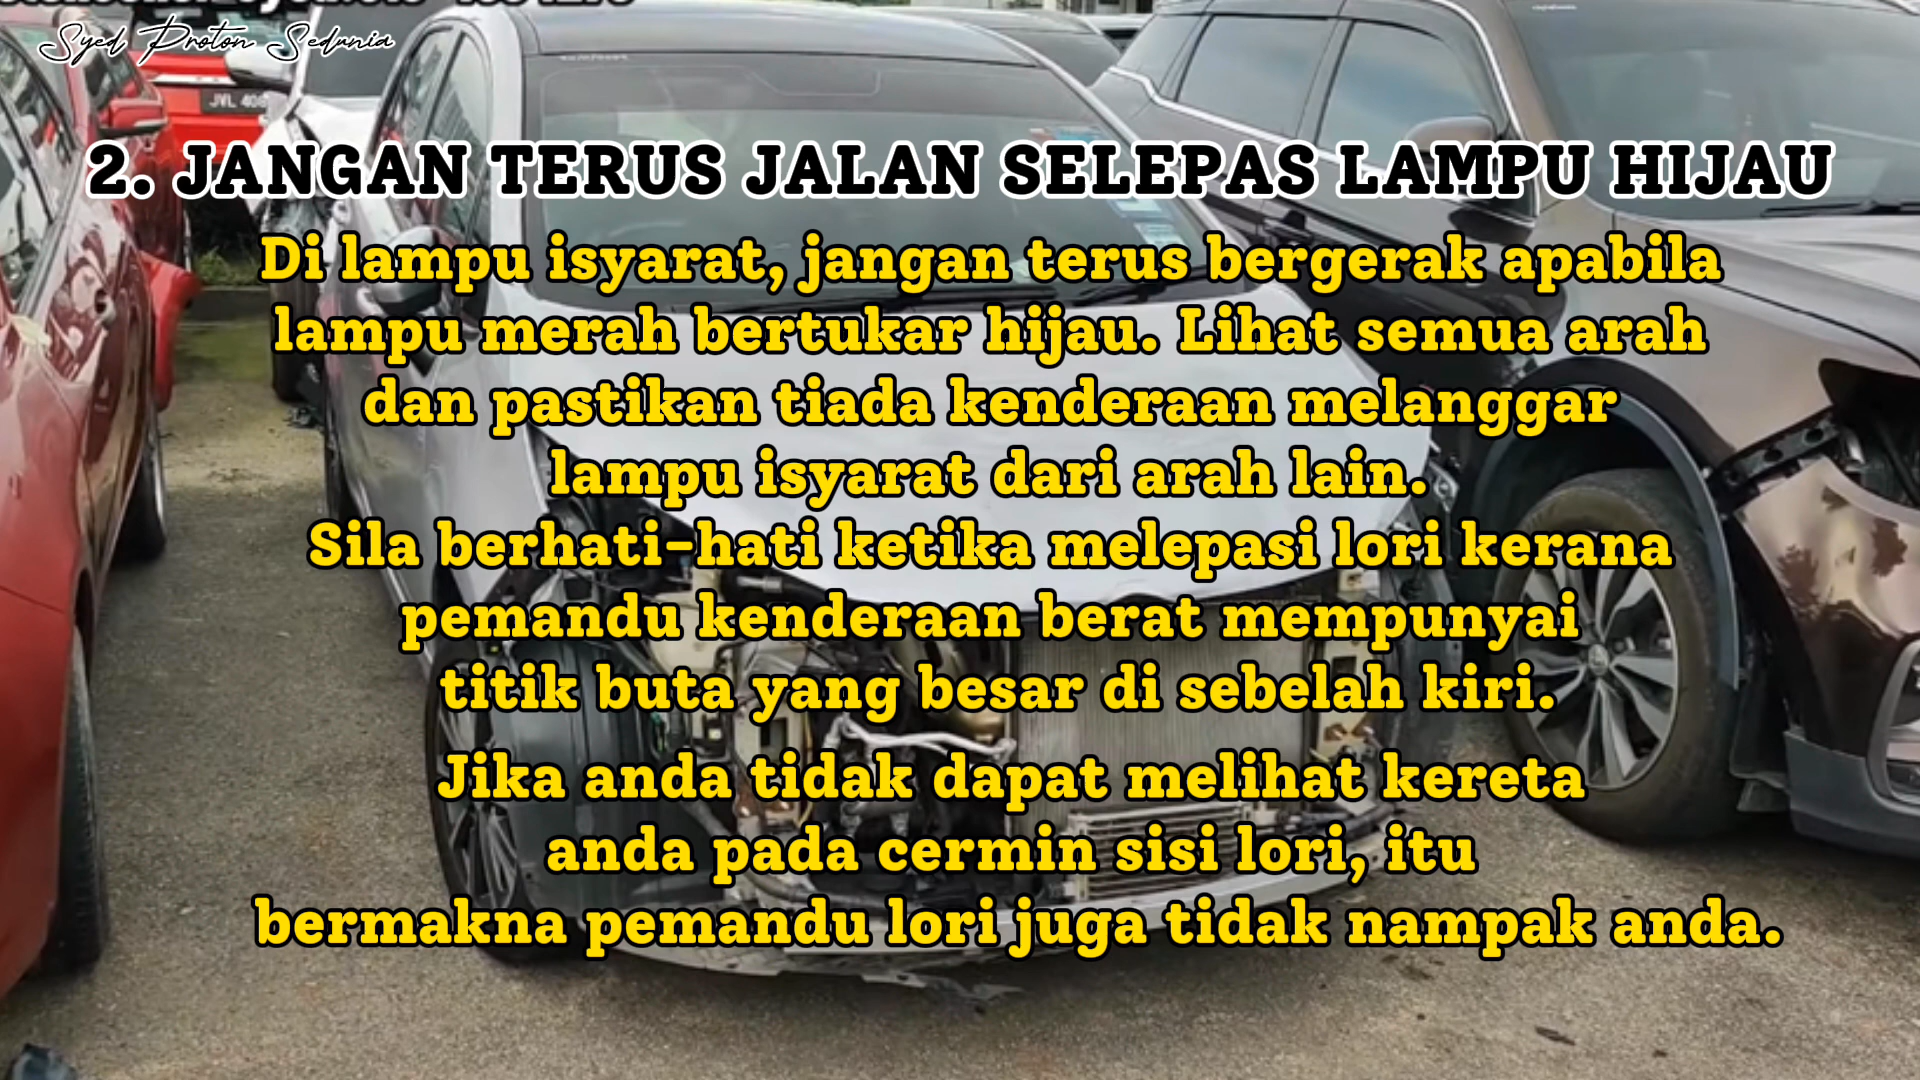 Syed Proton Sedunia
JVL 408
2. JANGAN TERUS JALAN SELEPAS LAMPU HIJAU
Di lampu isyarat, jangan terus bergerak apabila
lampu merah bertukar hijau. Lihat semua arah
dan pastikan tiada kenderaan melanggar
lampu isyarat dari arah lain.
Sila berhati-hati ketika melepasi lori kerana
pemandu kenderaan berat mempunyai
titik buta yang besar di sebelah kiri.
Jika anda tidak dapat melihat kereta
anda pada cermin sisi lori, itu
bermakna pemandu lori juga tidak nampak anda.